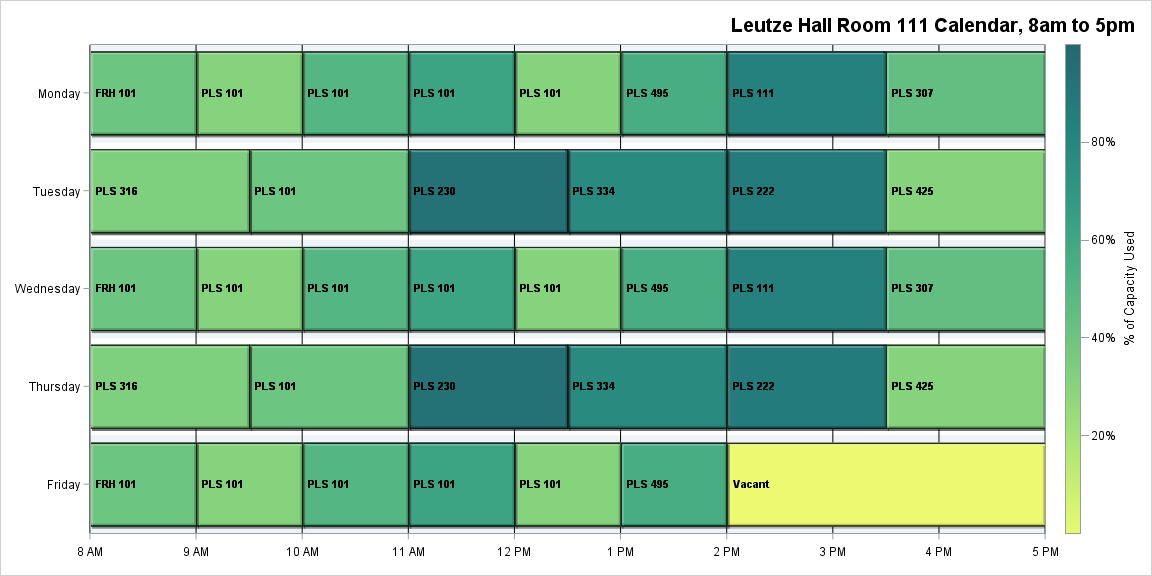 Leutze Hall Room 111 Calendar, 8am to 5pm
Monday
FRH 101
PLS 101
PLS 101
PLS 101
PLS 101
PLS 495
PLS 111
PLS 307
Tuesday
PLS 316
PLS 101
PLS 230
PLS 334
PLS 222
PLS 425
Wednesday
FRH 101
PLS 101
PLS 101
PLS 101
PLS 101
PLS 495
PLS 111
PLS 307
Thursday
PLS 316
PLS 101
PLS 230
PLS 334
PLS 222
PLS 425
Friday
FRH 101
PLS 101
PLS 101
PLS 101
PLS 101
PLS 495
Vacant
8 AM
9 AM
10 AM
11 AM
12 PM
1 PM
2 PM
3 PM
4 PM
5 PM
80%
60%
40%
20%
% of Capacity Used